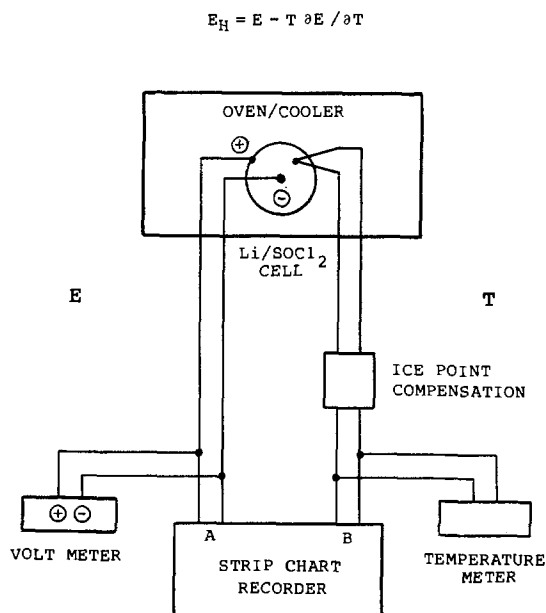 E_H = E - T ∂E / ∂T
OVEN/COOLER
⊕
⊖
Li/SOCl₂
CELL
E
T
ICE POINT
COMPENSATION
⊕ ⊖
VOLT METER
A B
STRIP CHART
RECORDER
TEMPERATURE
METER